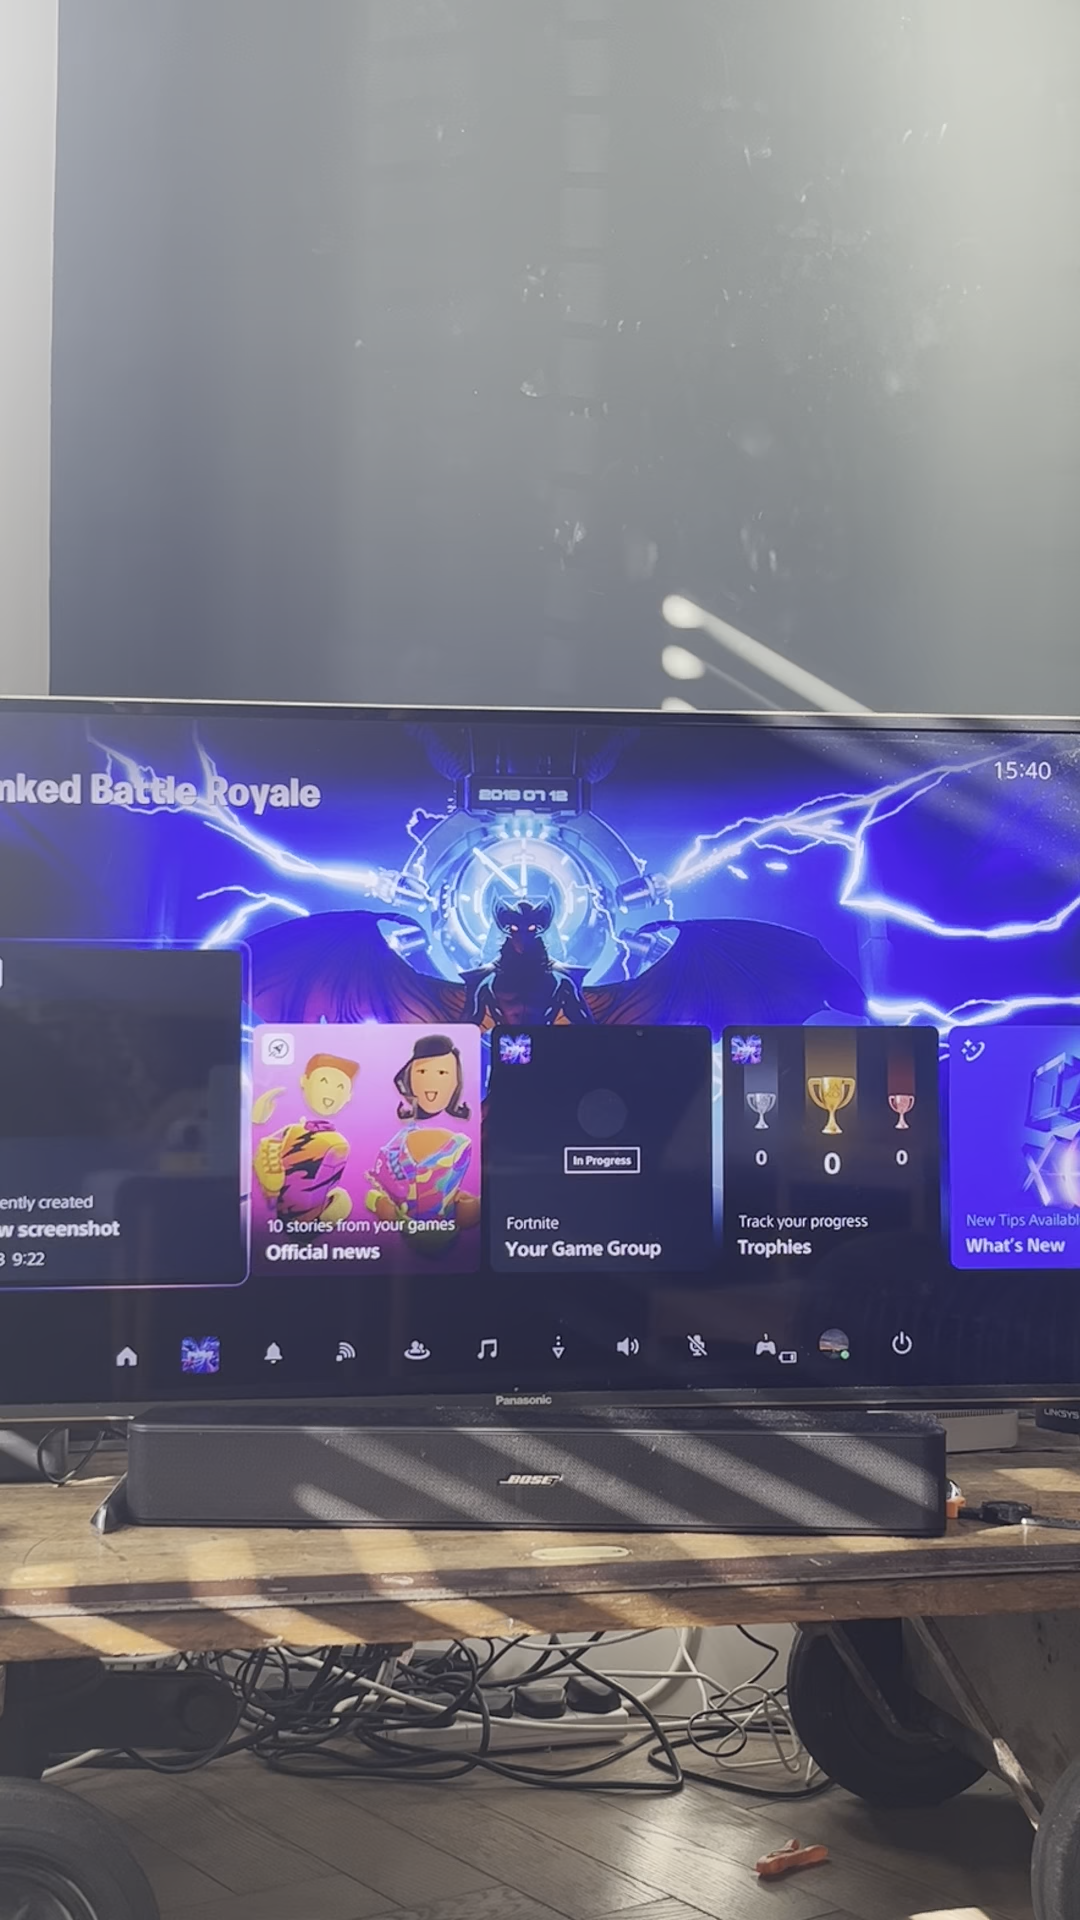 nked Battle Royale
15:40
2018 07 12
ently created
w screenshot
9:22
10 stories from your games
Official news
In Progress
Fortnite
Your Game Group
0
0
0
Track your progress
Trophies
New Tips Availabl
What's New
Panasonic
BOSE
LINKSYS